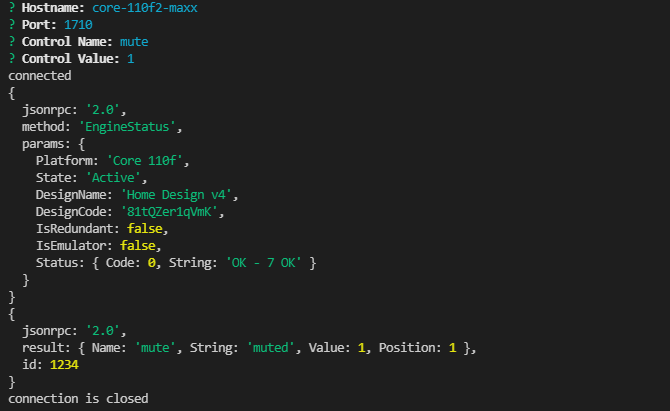 ? Hostname: core-110f2-maxx
? Port: 1710
? Control Name: mute
? Control Value: 1
connected
{
  jsonrpc: '2.0',
  method: 'EngineStatus',
  params: {
    Platform: 'Core 110f',
    State: 'Active',
    DesignName: 'Home Design v4',
    DesignCode: '81tQZer1qVmK',
    IsRedundant: false,
    IsEmulator: false,
    Status: { Code: 0, String: 'OK - 7 OK' }
  }
}
{
  jsonrpc: '2.0',
  result: { Name: 'mute', String: 'muted', Value: 1, Position: 1 },
  id: 1234
}
connection is closed